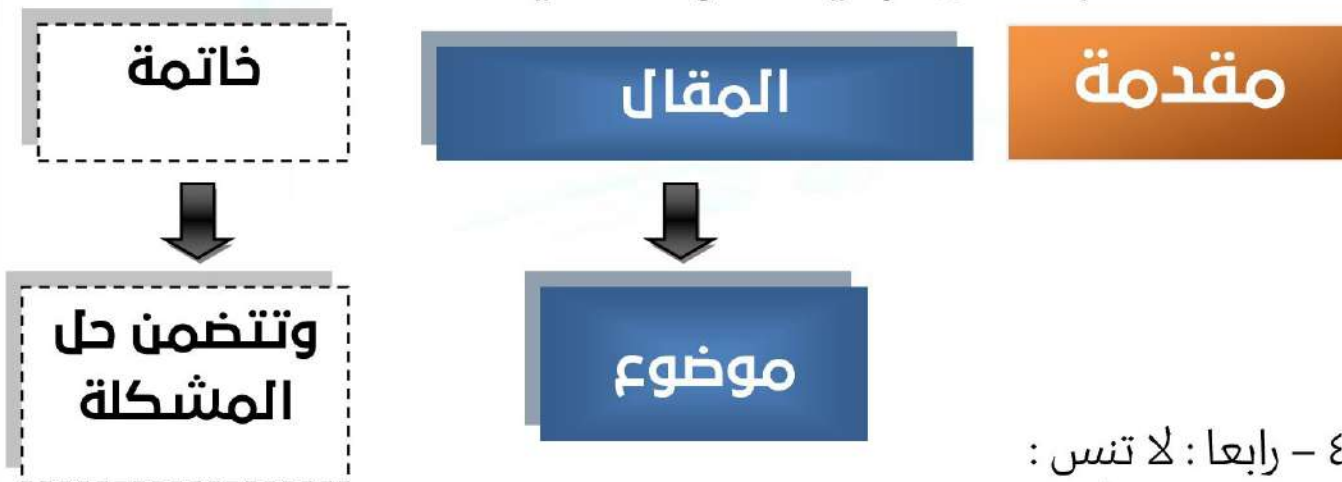 مقدمة
المقال
خاتمة
موضوع
وتتضمن حل
المشكلة
٤ – رابعا : لا تنس :